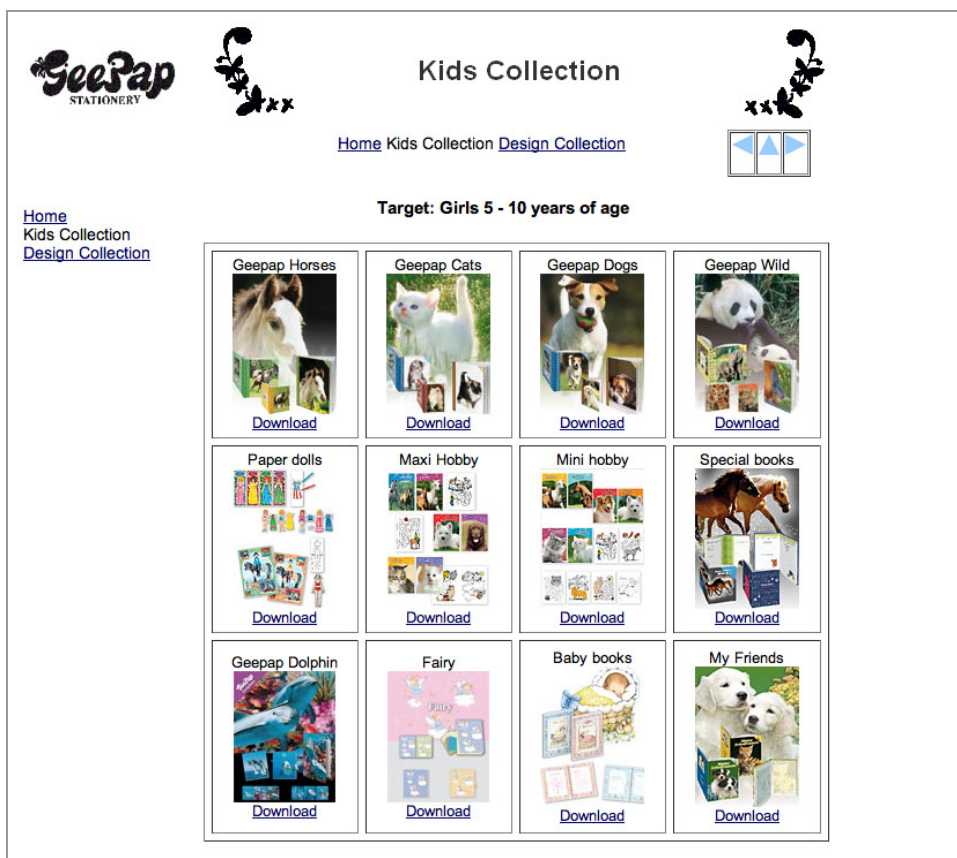 GeePap
STATIONERY
Kids Collection
Home Kids Collection Design Collection
Target: Girls 5 - 10 years of age
Home
Kids Collection
Design Collection
Geepap Horses
Geepap Cats
Geepap Dogs
Geepap Wild
Download
Download
Download
Download
Paper dolls
Maxi Hobby
Mini hobby
Special books
Download
Download
Download
Download
Geepap Dolphin
Fairy
Baby books
My Friends
GeePap
Fairy
Download
Download
Download
Download